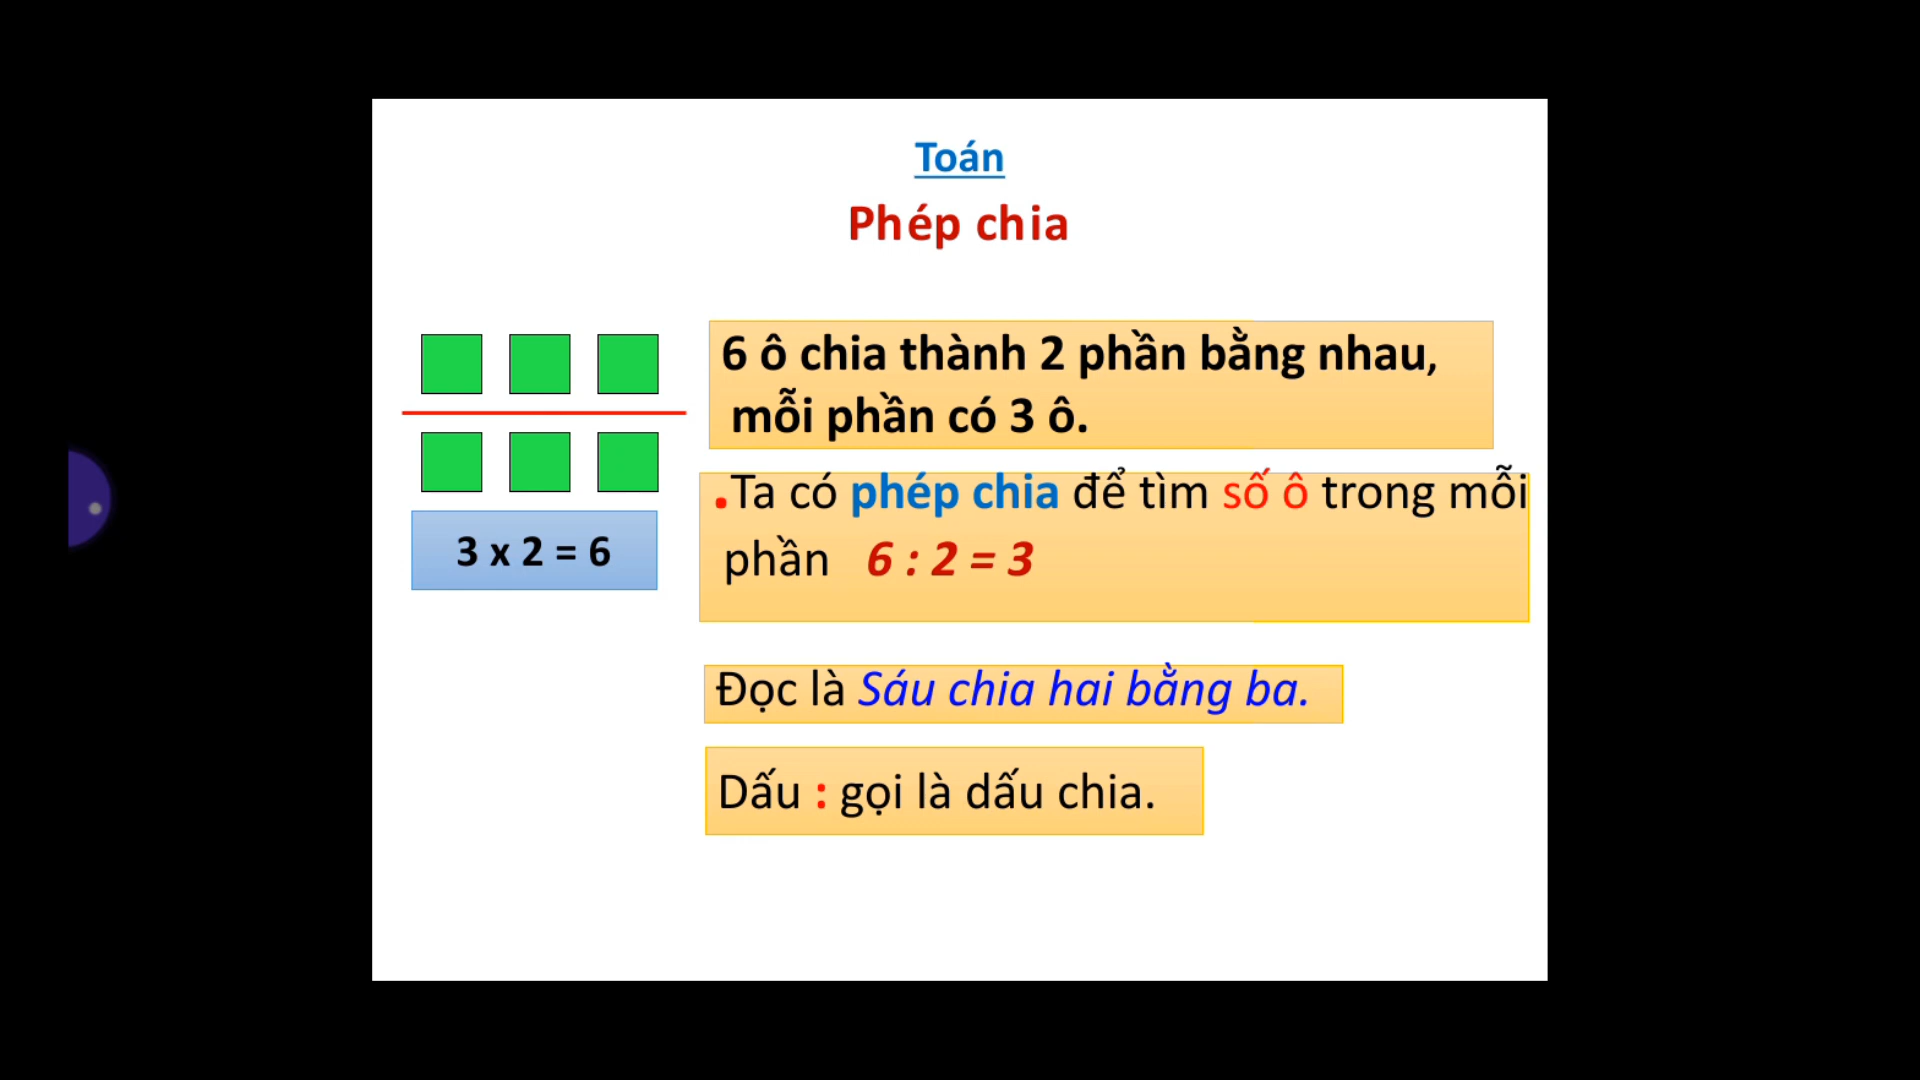 Toán
Phép chia
6 ô chia thành 2 phần bằng nhau,
mỗi phần có 3 ô.
3 x 2 = 6
.Ta có phép chia để tìm số ô trong mỗi
phần 6 : 2 = 3
Đọc là Sáu chia hai bằng ba.
Dấu : gọi là dấu chia.